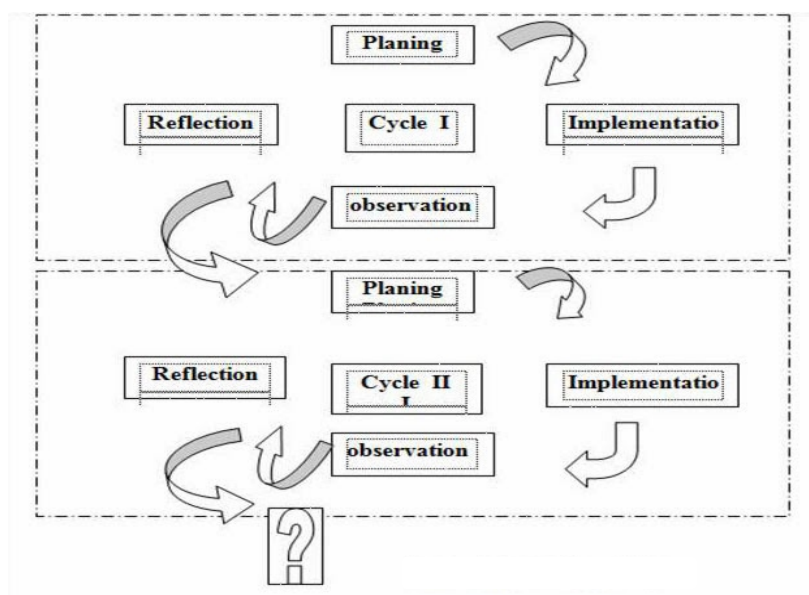 Planing
Reflection
Cycle I
Implementatio
observation
Planing
Reflection
Cycle II
Implementatio
observation
?